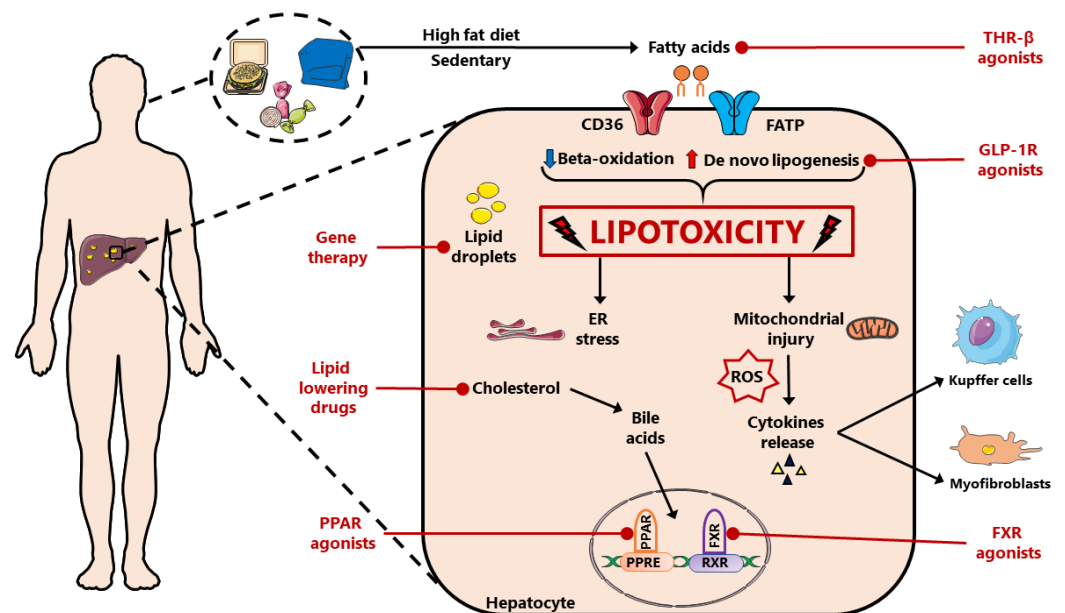 High fat diet
Sedentary
Fatty acids
THR-β
agonists
CD36
FATP
Beta-oxidation
De novo lipogenesis
GLP-1R
agonists
LIPOTOXICITY
Gene
therapy
Lipid
droplets
ER
stress
Mitochondrial
injury
ROS
Kupffer cells
Lipid
lowering
drugs
Cholesterol
Bile
acids
Cytokines
release
Myofibroblasts
PPAR
agonists
PPAR
FXR
PPRE
RXR
FXR
agonists
Hepatocyte